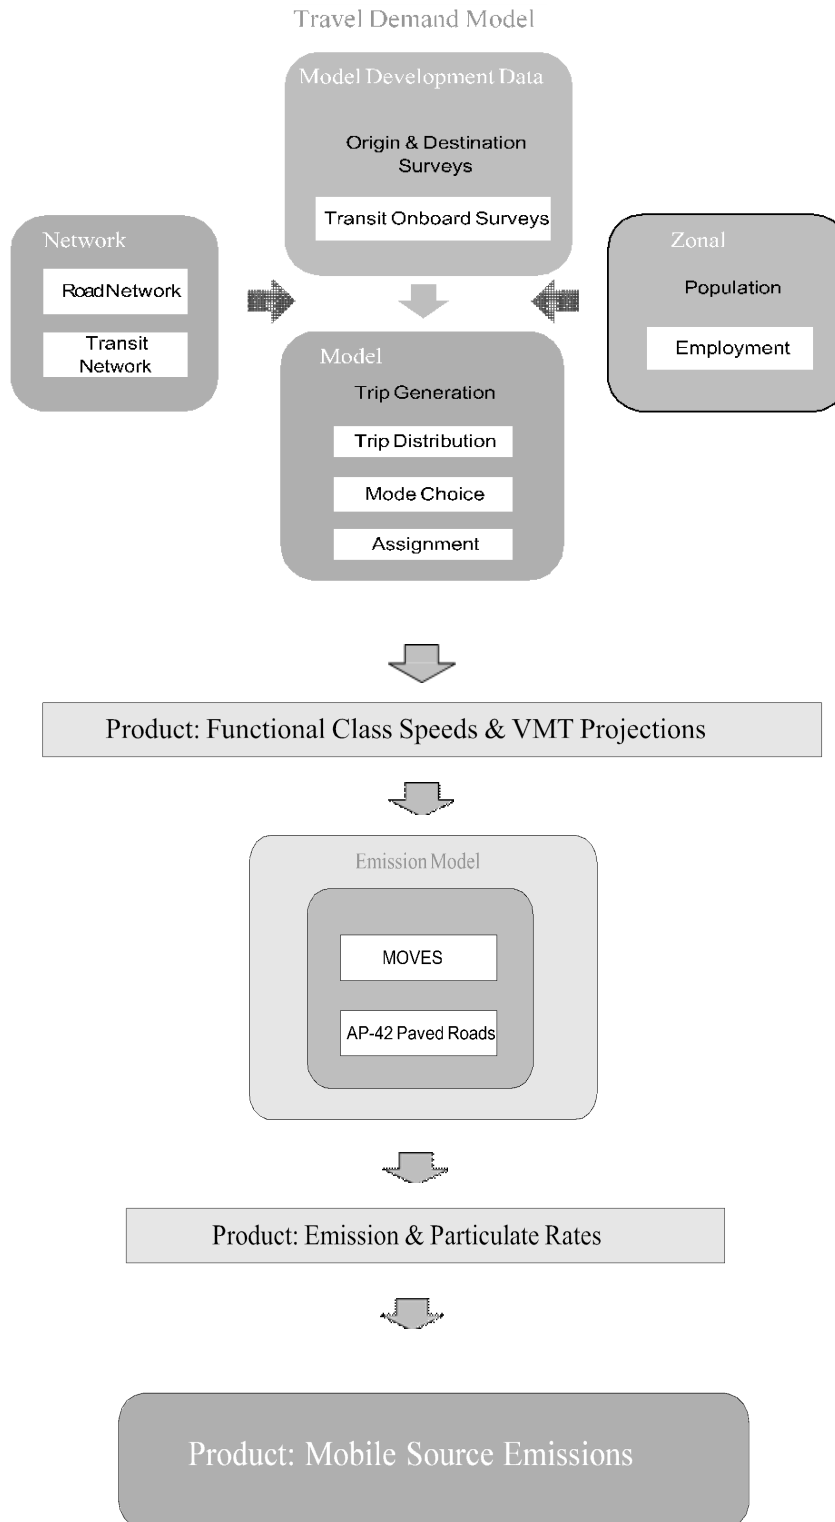 Travel Demand Model
Model Development Data
Origin & Destination
Surveys
Transit Onboard Surveys
Network
Road Network
Transit
Network
Zonal
Population
Employment
Model
Trip Generation
Trip Distribution
Mode Choice
Assignment
Product: Functional Class Speeds & VMT Projections
Emission Model
MOVES
AP-42 Paved Roads
Product: Emission & Particulate Rates
Product: Mobile Source Emissions